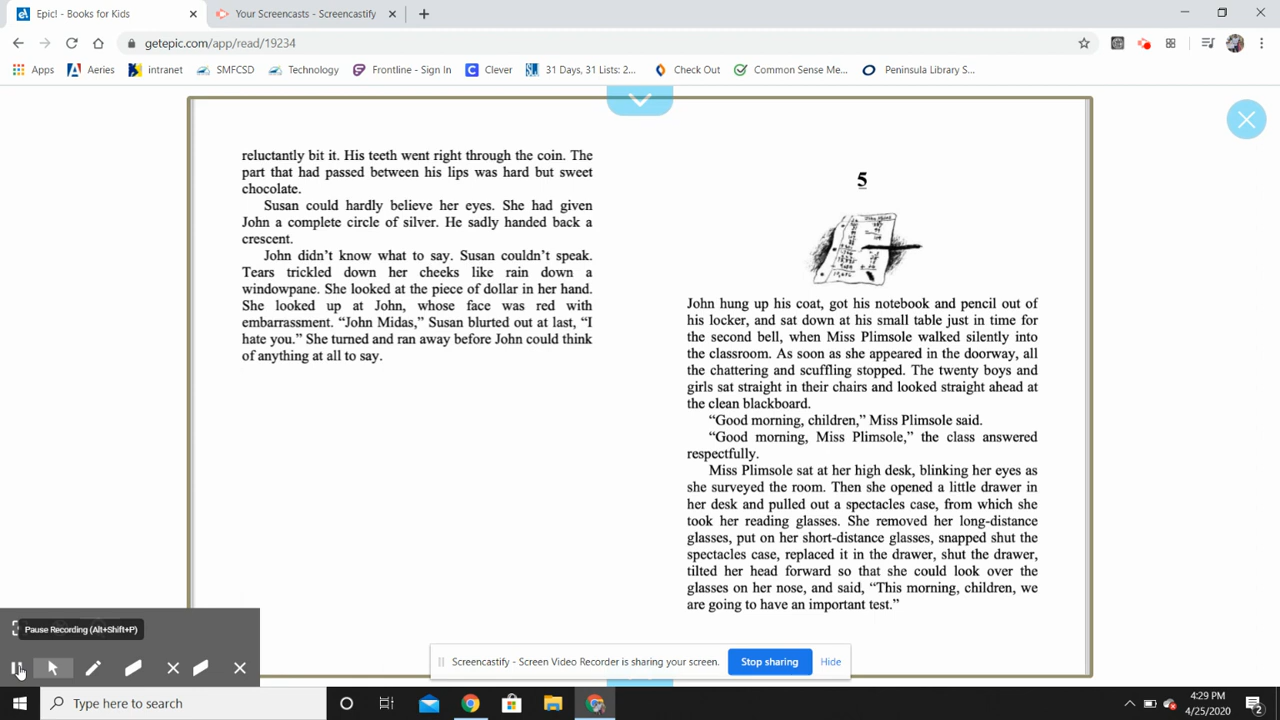 Epic! - Books for Kids
Your Screencasts - Screencastify
getepic.com/app/read/19234
Apps
Aeries
intranet
SMFCSD
Technology
Frontline - Sign In
Clever
31 Days, 31 Lists: 2...
Check Out
Common Sense Me...
Peninsula Library S...
reluctantly bit it. His teeth went right through the coin. The
part that had passed between his lips was hard but sweet
chocolate.
Susan could hardly believe her eyes. She had given
John a complete circle of silver. He sadly handed back a
crescent.
John didn’t know what to say. Susan couldn’t speak.
Tears trickled down her cheeks like rain down a
windowpane. She looked at the piece of dollar in her hand.
She looked up at John, whose face was red with
embarrassment. “John Midas,” Susan blurted out at last, “I
hate you.” She turned and ran away before John could think
of anything at all to say.
5
John hung up his coat, got his notebook and pencil out of
his locker, and sat down at his small table just in time for
the second bell, when Miss Plimsole walked silently into
the classroom. As soon as she appeared in the doorway, all
the chattering and scuffling stopped. The twenty boys and
girls sat straight in their chairs and looked straight ahead at
the clean blackboard.
“Good morning, children,” Miss Plimsole said.
“Good morning, Miss Plimsole,” the class answered
respectfully.
Miss Plimsole sat at her high desk, blinking her eyes as
she surveyed the room. Then she opened a little drawer in
her desk and pulled out a spectacles case, from which she
took her reading glasses. She removed her long-distance
glasses, put on her short-distance glasses, snapped shut the
spectacles case, replaced it in the drawer, shut the drawer,
tilted her head forward so that she could look over the
glasses on her nose, and said, “This morning, children, we
are going to have an important test.”
Pause Recording (Alt+Shift+P)
Screencastify - Screen Video Recorder is sharing your screen.
Stop sharing
Hide
Type here to search
4:29 PM
4/25/2020
2